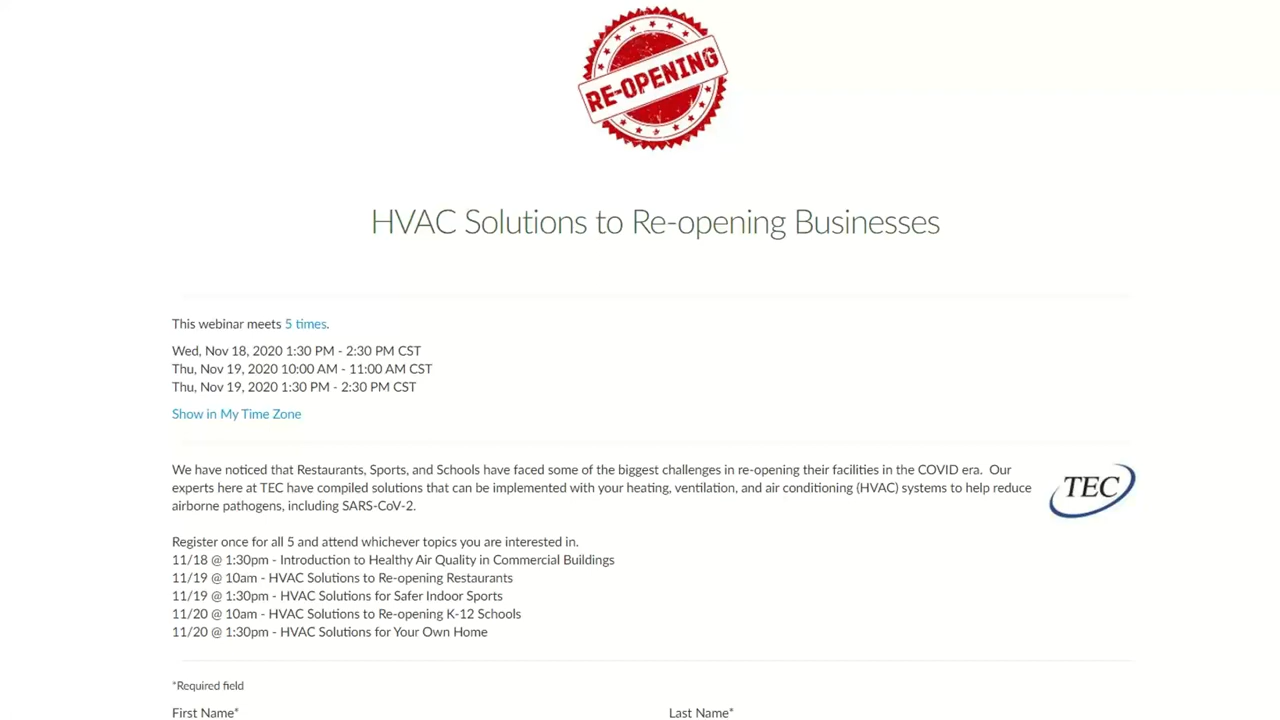 RE-OPENING
HVAC Solutions to Re-opening Businesses
This webinar meets 5 times.
Wed, Nov 18, 2020 1:30 PM - 2:30 PM CST
Thu, Nov 19, 2020 10:00 AM - 11:00 AM CST
Thu, Nov 19, 2020 1:30 PM - 2:30 PM CST
Show in My Time Zone
We have noticed that Restaurants, Sports, and Schools have faced some of the biggest challenges in re-opening their facilities in the COVID era.  Our
experts here at TEC have compiled solutions that can be implemented with your heating, ventilation, and air conditioning (HVAC) systems to help reduce
airborne pathogens, including SARS-CoV-2.
TEC
Register once for all 5 and attend whichever topics you are interested in.
11/18 @ 1:30pm - Introduction to Healthy Air Quality in Commercial Buildings
11/19 @ 10am - HVAC Solutions to Re-opening Restaurants
11/19 @ 1:30pm - HVAC Solutions for Safer Indoor Sports
11/20 @ 10am - HVAC Solutions to Re-opening K-12 Schools
11/20 @ 1:30pm - HVAC Solutions for Your Own Home
*Required field
First Name*
Last Name*